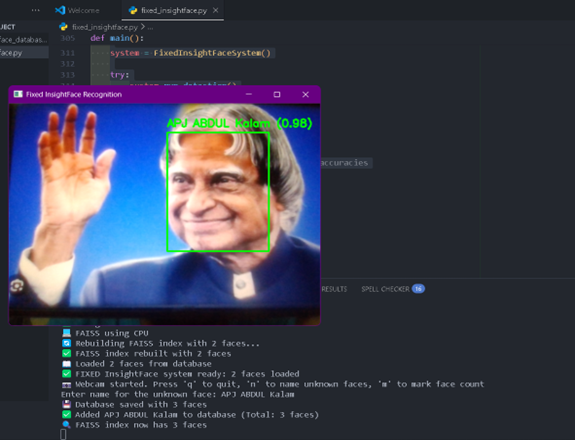 Welcome
fixed_insightface.py ×
fixed_insightface.py > ...
JECT
face_databas...
face.py
305 def main():
311 system = FixedInsightFaceSystem()
312
313 try:
Fixed InsightFace Recognition
APJ ABDUL Kalam (0.98)
accuracies
RESULTS SPELL CHECKER 16
FAISS using CPU
Rebuilding FAISS index with 2 faces...
FAISS index rebuilt with 2 faces
Loaded 2 faces from database
FIXED InsightFace system ready: 2 faces loaded
Webcam started. Press 'q' to quit, 'n' to name unknown faces, 'm' to mark face count
Enter name for the unknown face: APJ ABDUL Kalam
Database saved with 3 faces
Added APJ ABDUL Kalam to database (Total: 3 faces)
FAISS index now has 3 faces